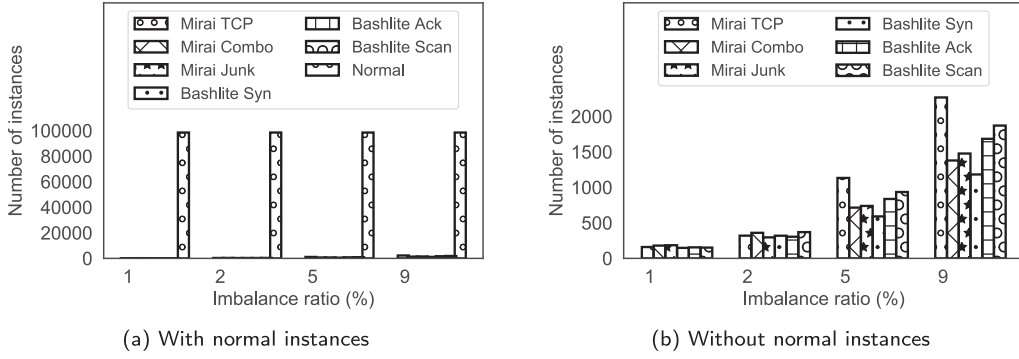 Mirai TCP
Mirai Combo
Mirai Junk
Bashlite Syn
Bashlite Ack
Bashlite Scan
Normal
Number of instances
100000
80000
60000
40000
20000
0
1 2 5 9
Imbalance ratio (%)
(a) With normal instances
Mirai TCP
Mirai Combo
Mirai Junk
Bashlite Syn
Bashlite Ack
Bashlite Scan
Number of instances
2000
1500
1000
500
0
1 2 5 9
Imbalance ratio (%)
(b) Without normal instances